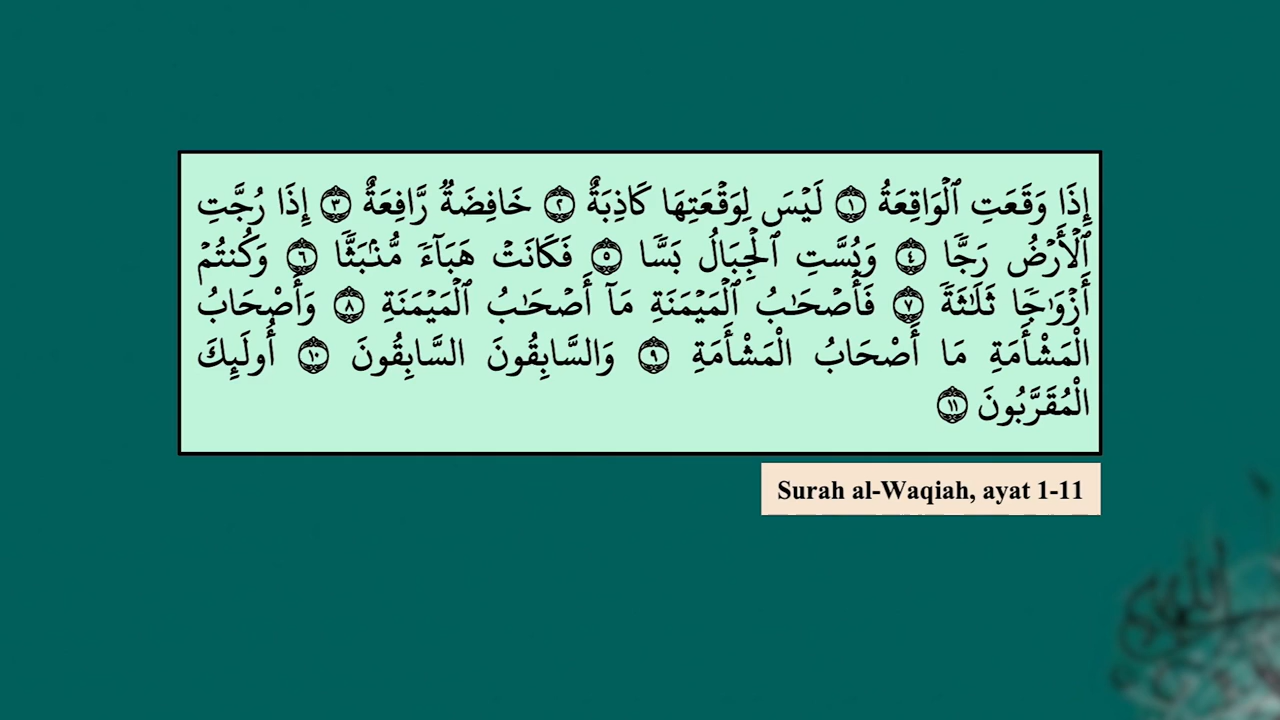 إِذَا وَقَعَتِ ٱلْوَاقِعَةُ ۝١ لَيْسَ لِوَقْعَتِهَا كَاذِبَةٌ ۝٢ خَافِضَةٌ رَّافِعَةٌ ۝٣ إِذَا رُجَّتِ
ٱلْأَرْضُ رَجًّا ۝٤ وَبُسَّتِ ٱلْجِبَالُ بَسًّا ۝٥ فَكَانَتْ هَبَآءً مُّنۢبَثًّا ۝٦ وَكُنتُمْ
أَزْوَٰجًا ثَلَـٰثَةً ۝٧ فَأَصْحَـٰبُ ٱلْمَيْمَنَةِ مَآ أَصْحَـٰبُ ٱلْمَيْمَنَةِ ۝٨ وَأَصْحَابُ
الْمَشْأَمَةِ مَا أَصْحَابُ الْمَشْأَمَةِ ۝٩ وَالسَّابِقُونَ السَّابِقُونَ ۝١٠ أُولَئِكَ
الْمُقَرَّبُونَ ۝١١
Surah al-Waqiah, ayat 1-11